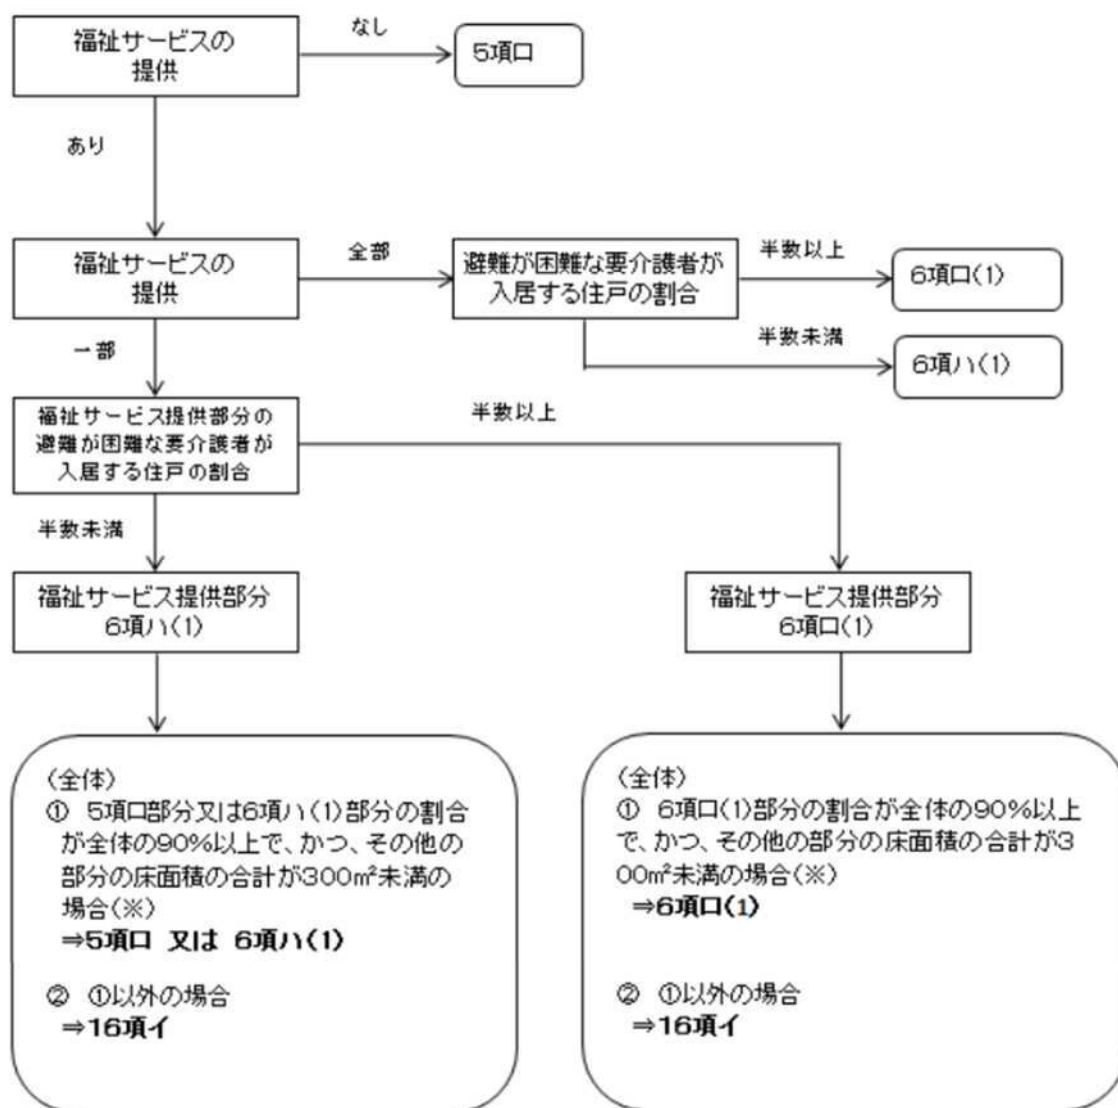 福祉サービスの
提供
なし
5項ロ
あり
福祉サービスの
提供
全部
避難が困難な要介護者が
入居する住戸の割合
半数以上
6項ロ(1)
半数未満
6項ハ(1)
一部
福祉サービス提供部分の
避難が困難な要介護者が
入居する住戸の割合
半数以上
半数未満
福祉サービス提供部分
6項ハ(1)
福祉サービス提供部分
6項ロ(1)
(全体)
① 5項ロ部分又は6項ハ(1)部分の割合
が全体の90%以上で、かつ、その他の
部分の床面積の合計が300㎡未満の
場合(※)
⇒5項ロ 又は 6項ハ(1)
② ①以外の場合
⇒16項イ
(全体)
① 6項ロ(1)部分の割合が全体の90%以上
で、かつ、その他の部分の床面積の合計が3
00㎡未満の場合(※)
⇒6項ロ(1)
② ①以外の場合
⇒16項イ